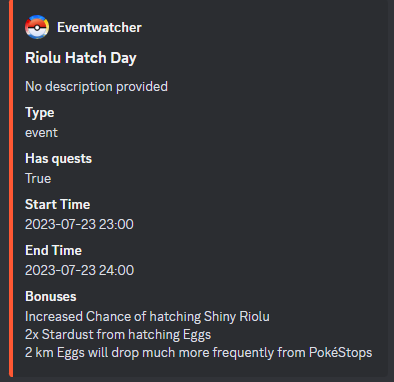 Eventwatcher
Riolu Hatch Day
No description provided
Type
event
Has quests
True
Start Time
2023-07-23 23:00
End Time
2023-07-23 24:00
Bonuses
Increased Chance of hatching Shiny Riolu
2x Stardust from hatching Eggs
2 km Eggs will drop much more frequently from PokéStops